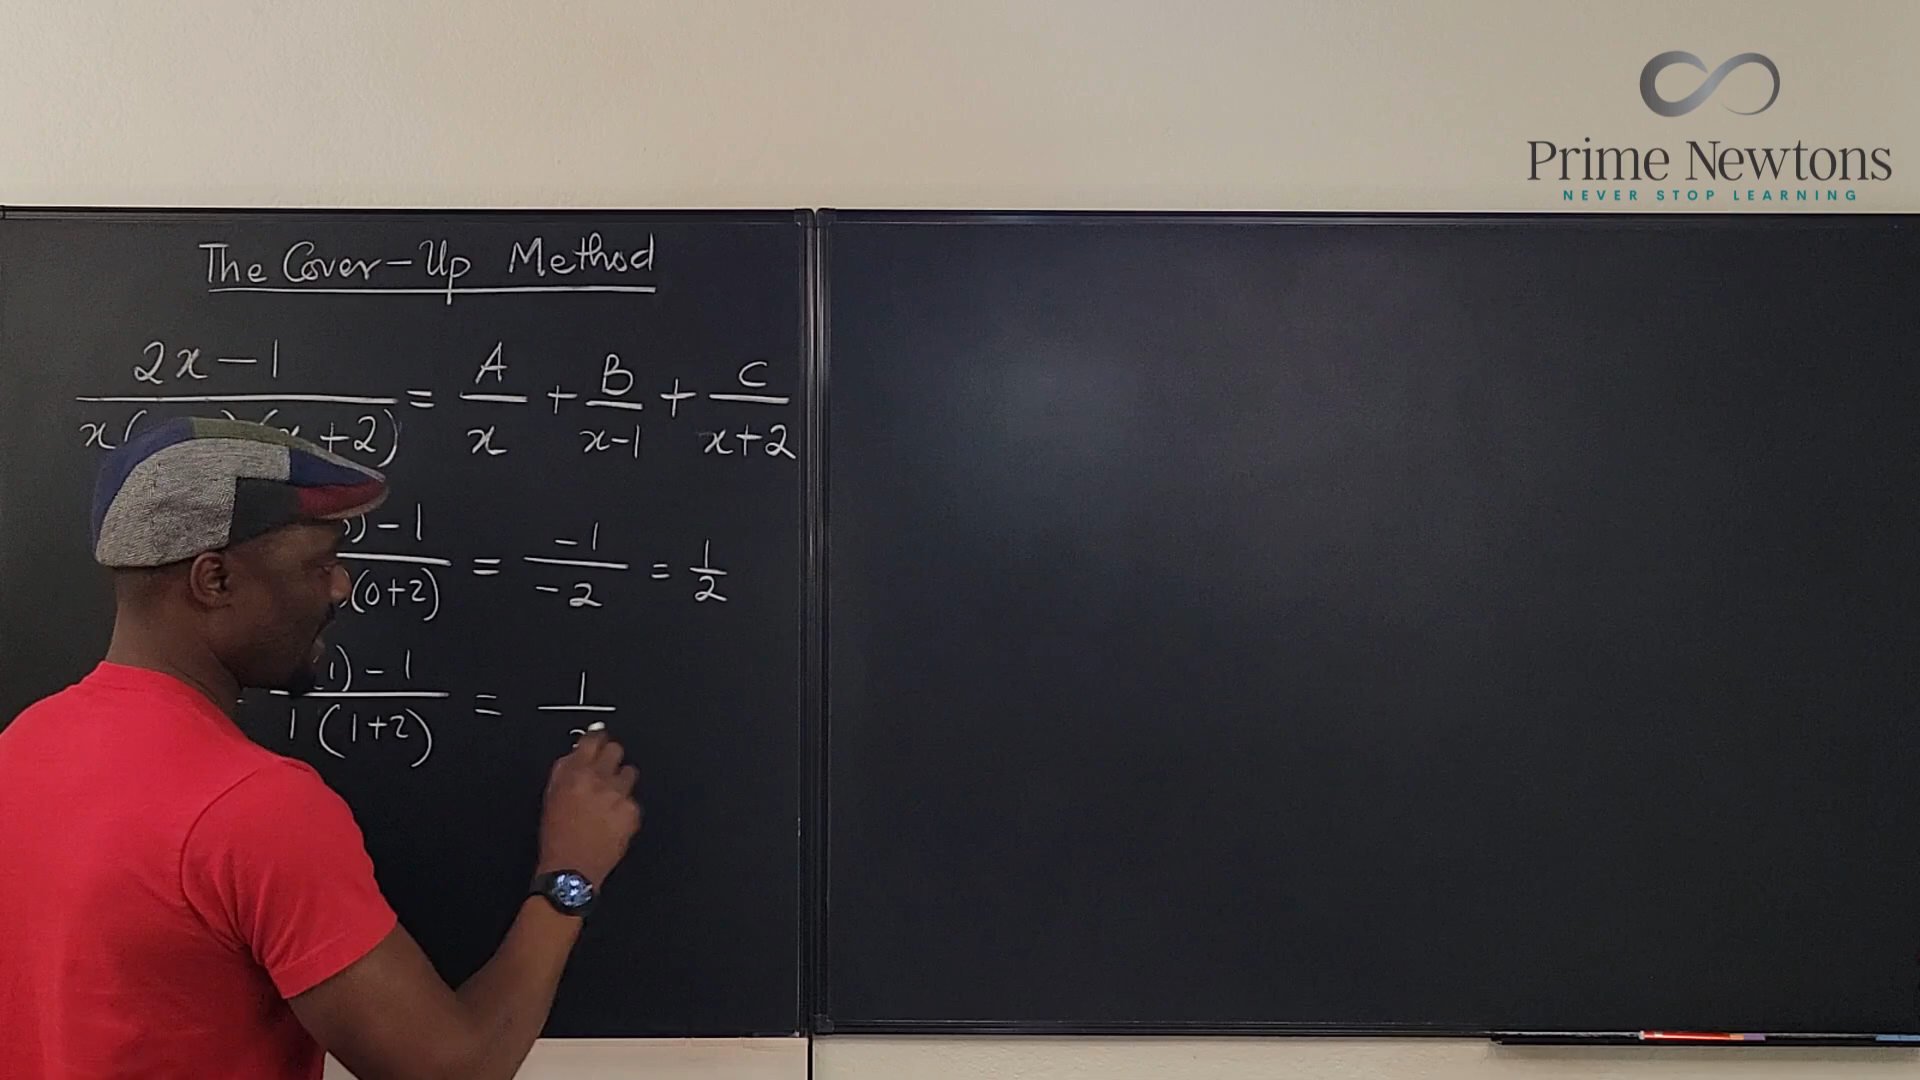 Prime Newtons
NEVER STOP LEARNING
The Cover-Up Method
2x - 1 / x( )(x+2) = A/x + B/x-1 + C/x+2
) - 1 / (0+2) = -1/-2 = 1/2
1) - 1 / 1(1+2) = 1/